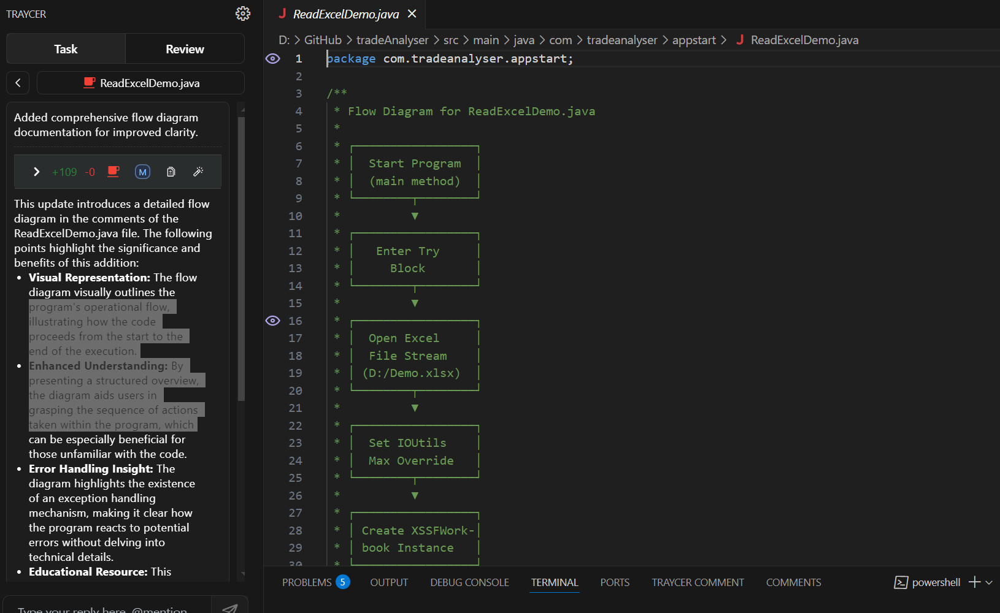 TRAYCER
Task
Review
ReadExcelDemo.java
Added comprehensive flow diagram
documentation for improved clarity.
+109 -0
M
This update introduces a detailed flow
diagram in the comments of the
ReadExcelDemo.java file. The following
points highlight the significance and
benefits of this addition:
• Visual Representation: The flow
diagram visually outlines the
program's operational flow,
illustrating how the code
proceeds from the start to the
end of the execution.
• Enhanced Understanding: By
presenting a structured overview,
the diagram aids users in
grasping the sequence of actions
taken within the program, which
can be especially beneficial for
those unfamiliar with the code.
• Error Handling Insight: The
diagram highlights the existence
of an exception handling
mechanism, making it clear how
the program reacts to potential
errors without delving into
technical details.
• Educational Resource: This
Type your reply here, @mention
J ReadExcelDemo.java
D: > GitHub > tradeAnalyser > src > main > java > com > tradeanalyser > appstart > J ReadExcelDemo.java
1 package com.tradeanalyser.appstart;
2
3 /**
4 * Flow Diagram for ReadExcelDemo.java
5 *
6 *
7 * Start Program
8 * (main method)
9 *
10 * ▼
11 *
12 * Enter Try
13 * Block
14 *
15 * ▼
16 *
17 * Open Excel
18 * File Stream
19 * (D:/Demo.xlsx)
20 *
21 * ▼
22 *
23 * Set IOUtils
24 * Max Override
25 *
26 * ▼
27 *
28 * Create XSSFWork-
29 * book Instance
30 *
PROBLEMS 5 OUTPUT DEBUG CONSOLE TERMINAL PORTS TRAYCER COMMENT COMMENTS
powershell